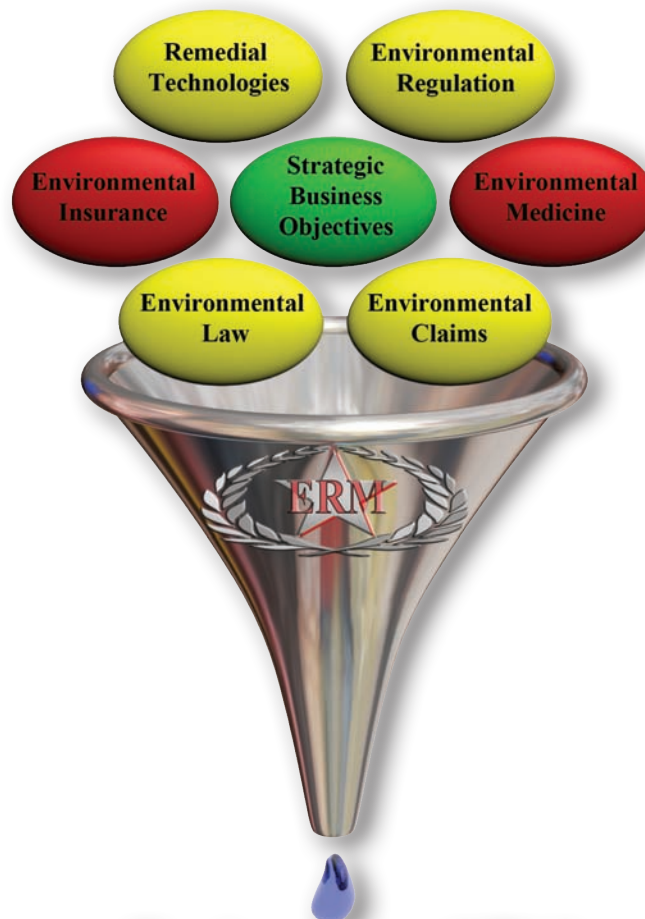 Remedial
Technologies
Environmental
Regulation
Environmental
Insurance
Strategic
Business
Objectives
Environmental
Medicine
Environmental
Law
Environmental
Claims
ERM